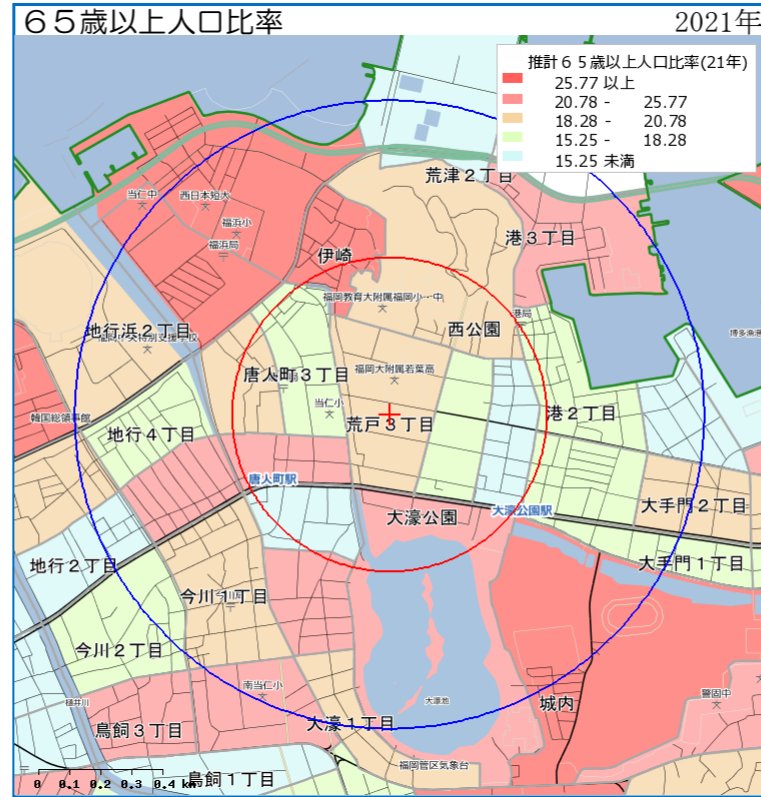 ６５歳以上人口比率
2021年
推計６５歳以上人口比率(21年)
25.77 以上
20.78 - 25.77
18.28 - 20.78
15.25 - 18.28
15.25 未満
荒津２丁目
当仁中
西日本短大
福浜小
福浜局
伊崎
港３丁目
福岡教育大附属福岡小・中
港局
西公園
地行浜２丁目
唐人町３丁目
福岡大附属若葉高
当仁小
荒戸３丁目
港２丁目
韓国総領事館
地行４丁目
唐人町駅
大濠公園
大濠公園駅
大手門２丁目
大手門１丁目
地行２丁目
今川１丁目
今川２丁目
南当仁小
大濠池
城内
警固中
樋井川
鳥飼３丁目
大濠１丁目
福岡管区気象台
鳥飼１丁目
0 0.1 0.2 0.3 0.4 km